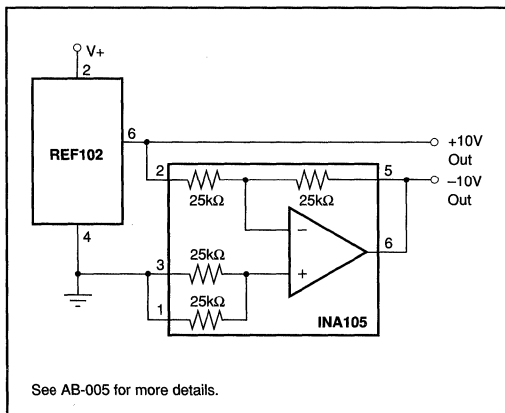 V+
2
6
REF102
+10V
Out
2
5
−10V
Out
25kΩ
25kΩ
−
6
4
3
25kΩ
+
25kΩ
1
INA105
See AB-005 for more details.